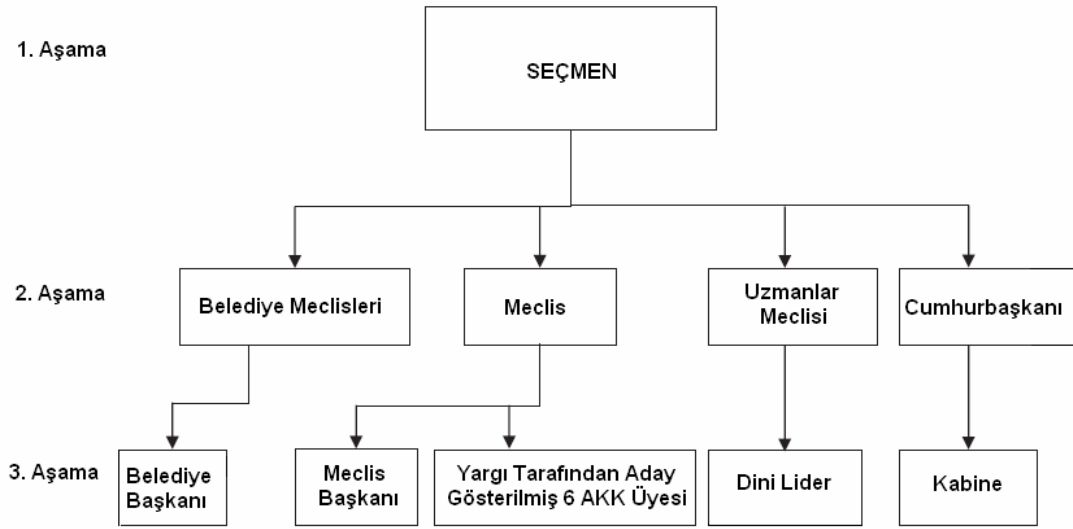 1. Aşama
SEÇMEN
2. Aşama
Belediye Meclisleri
Meclis
Uzmanlar
Meclisi
Cumhurbaşkanı
3. Aşama
Belediye
Başkanı
Meclis
Başkanı
Yargı Tarafından Aday
Gösterilmiş 6 AKK Üyesi
Dini Lider
Kabine